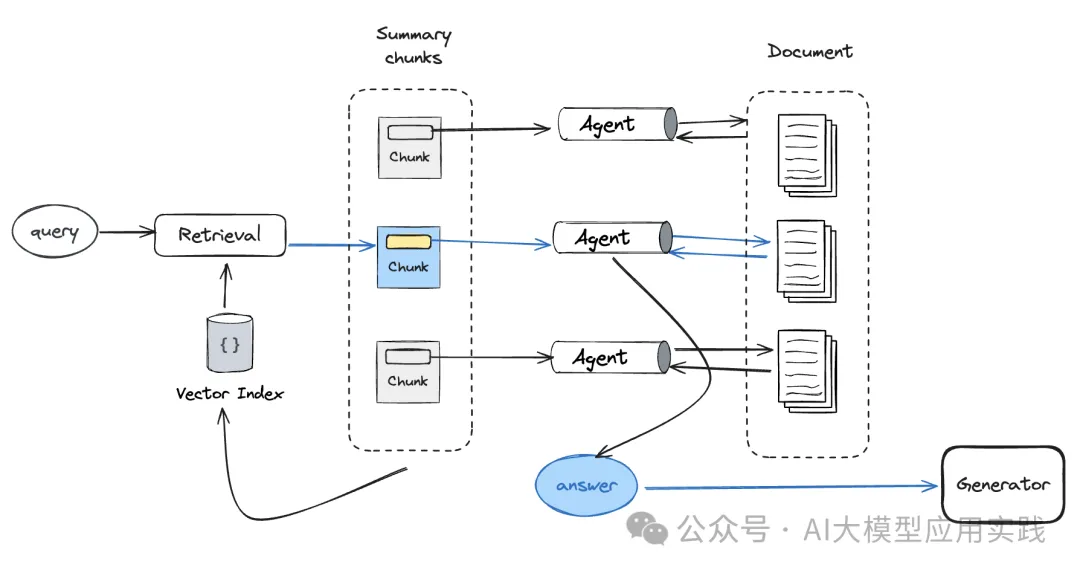 Summary
chunks
Document
Chunk
Agent
query
Retrieval
Chunk
Agent
{ }
Vector Index
Chunk
Agent
answer
Generator
公众号 · AI大模型应用实践